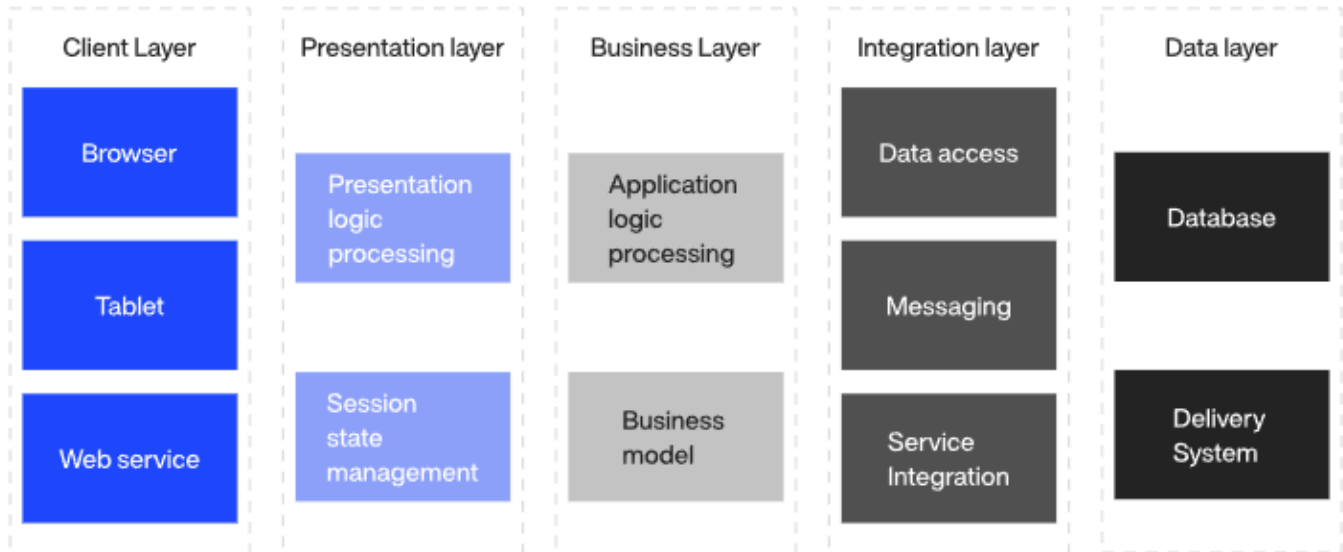 Client Layer
Browser
Tablet
Web service
Presentation layer
Presentation
logic
processing
Session
state
management
Business Layer
Application
logic
processing
Business
model
Integration layer
Data access
Messaging
Service
Integration
Data layer
Database
Delivery
System